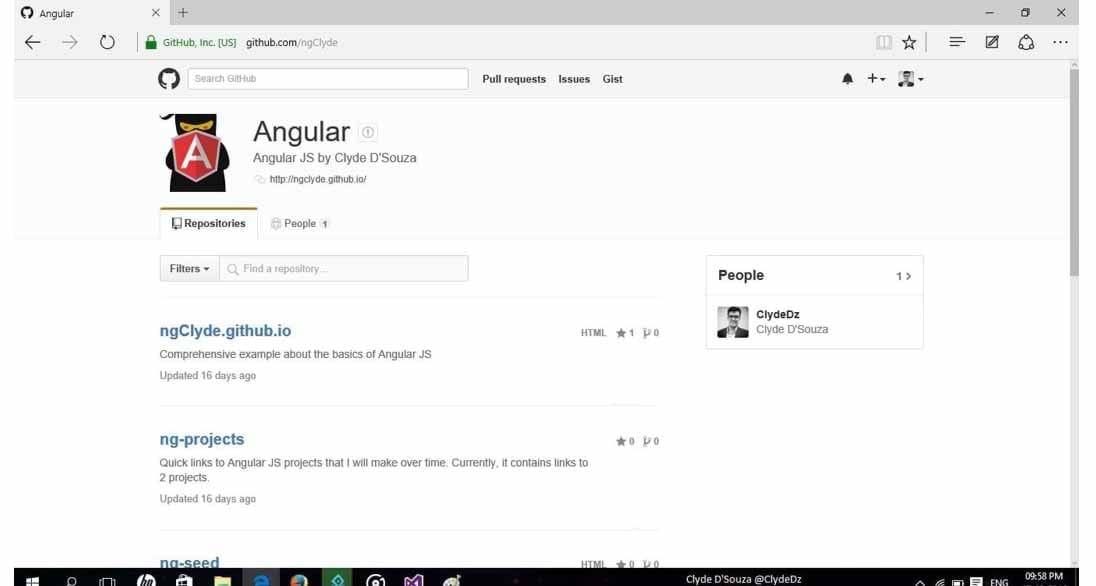 Angular
GitHub, Inc. [US] github.com/ngClyde
Search GitHub Pull requests Issues Gist
Angular
Angular JS by Clyde D'Souza
http://ngclyde.github.io/
Repositories People 1
Filters Find a repository...
People 1
ClydeDz
Clyde D'Souza
ngClyde.github.io HTML 1 0
Comprehensive example about the basics of Angular JS
Updated 16 days ago
ng-projects 0 0
Quick links to Angular JS projects that I will make over time. Currently, it contains links to
2 projects.
Updated 16 days ago
ng-seed HTML 0 0
Clyde D'Souza @ClydeDz
ENG
09:58 PM